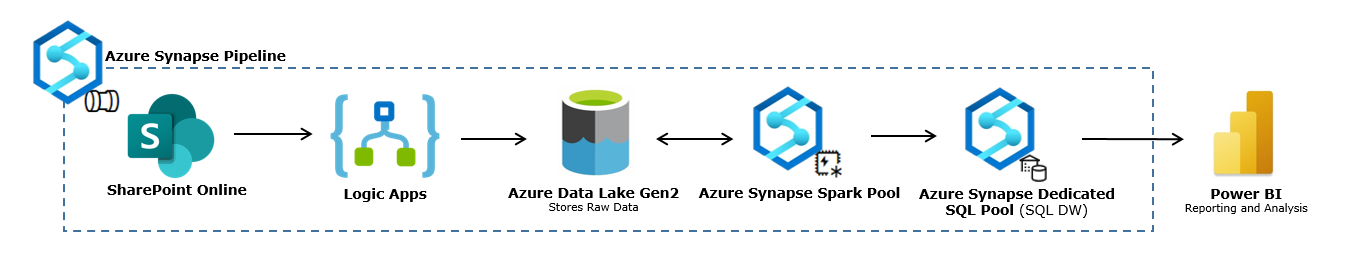 Azure Synapse Pipeline
S
SharePoint Online
Logic Apps
Azure Data Lake Gen2
Stores Raw Data
Azure Synapse Spark Pool
Azure Synapse Dedicated
SQL Pool (SQL DW)
Power BI
Reporting and Analysis